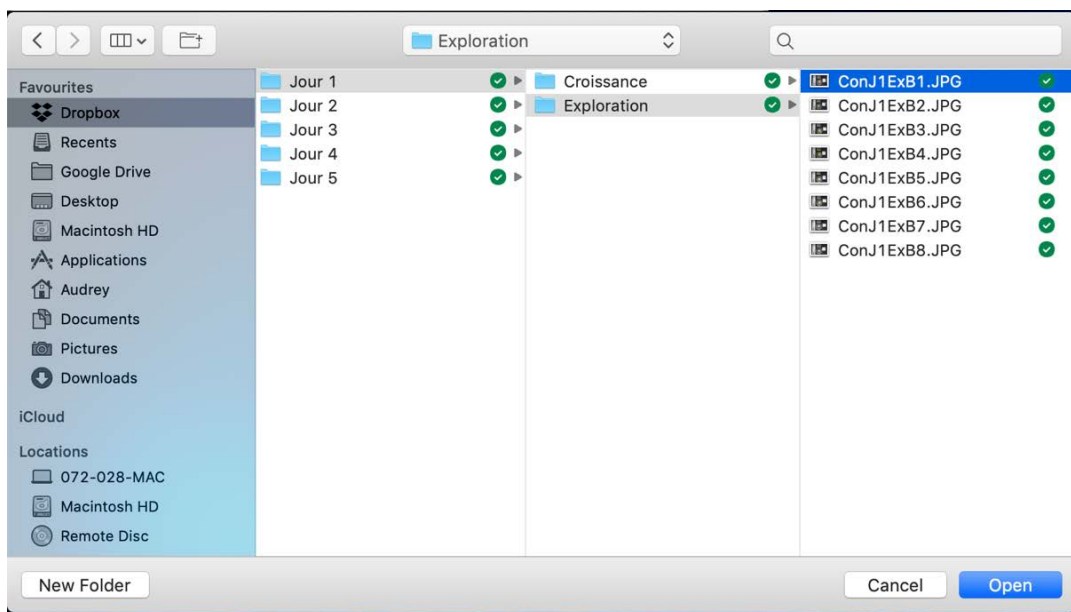 Exploration
Favourites
Dropbox
Recents
Google Drive
Desktop
Macintosh HD
Applications
Audrey
Documents
Pictures
Downloads
iCloud
Locations
072-028-MAC
Macintosh HD
Remote Disc
Jour 1
Jour 2
Jour 3
Jour 4
Jour 5
Croissance
Exploration
ConJ1ExB1.JPG
ConJ1ExB2.JPG
ConJ1ExB3.JPG
ConJ1ExB4.JPG
ConJ1ExB5.JPG
ConJ1ExB6.JPG
ConJ1ExB7.JPG
ConJ1ExB8.JPG
New Folder
Cancel
Open